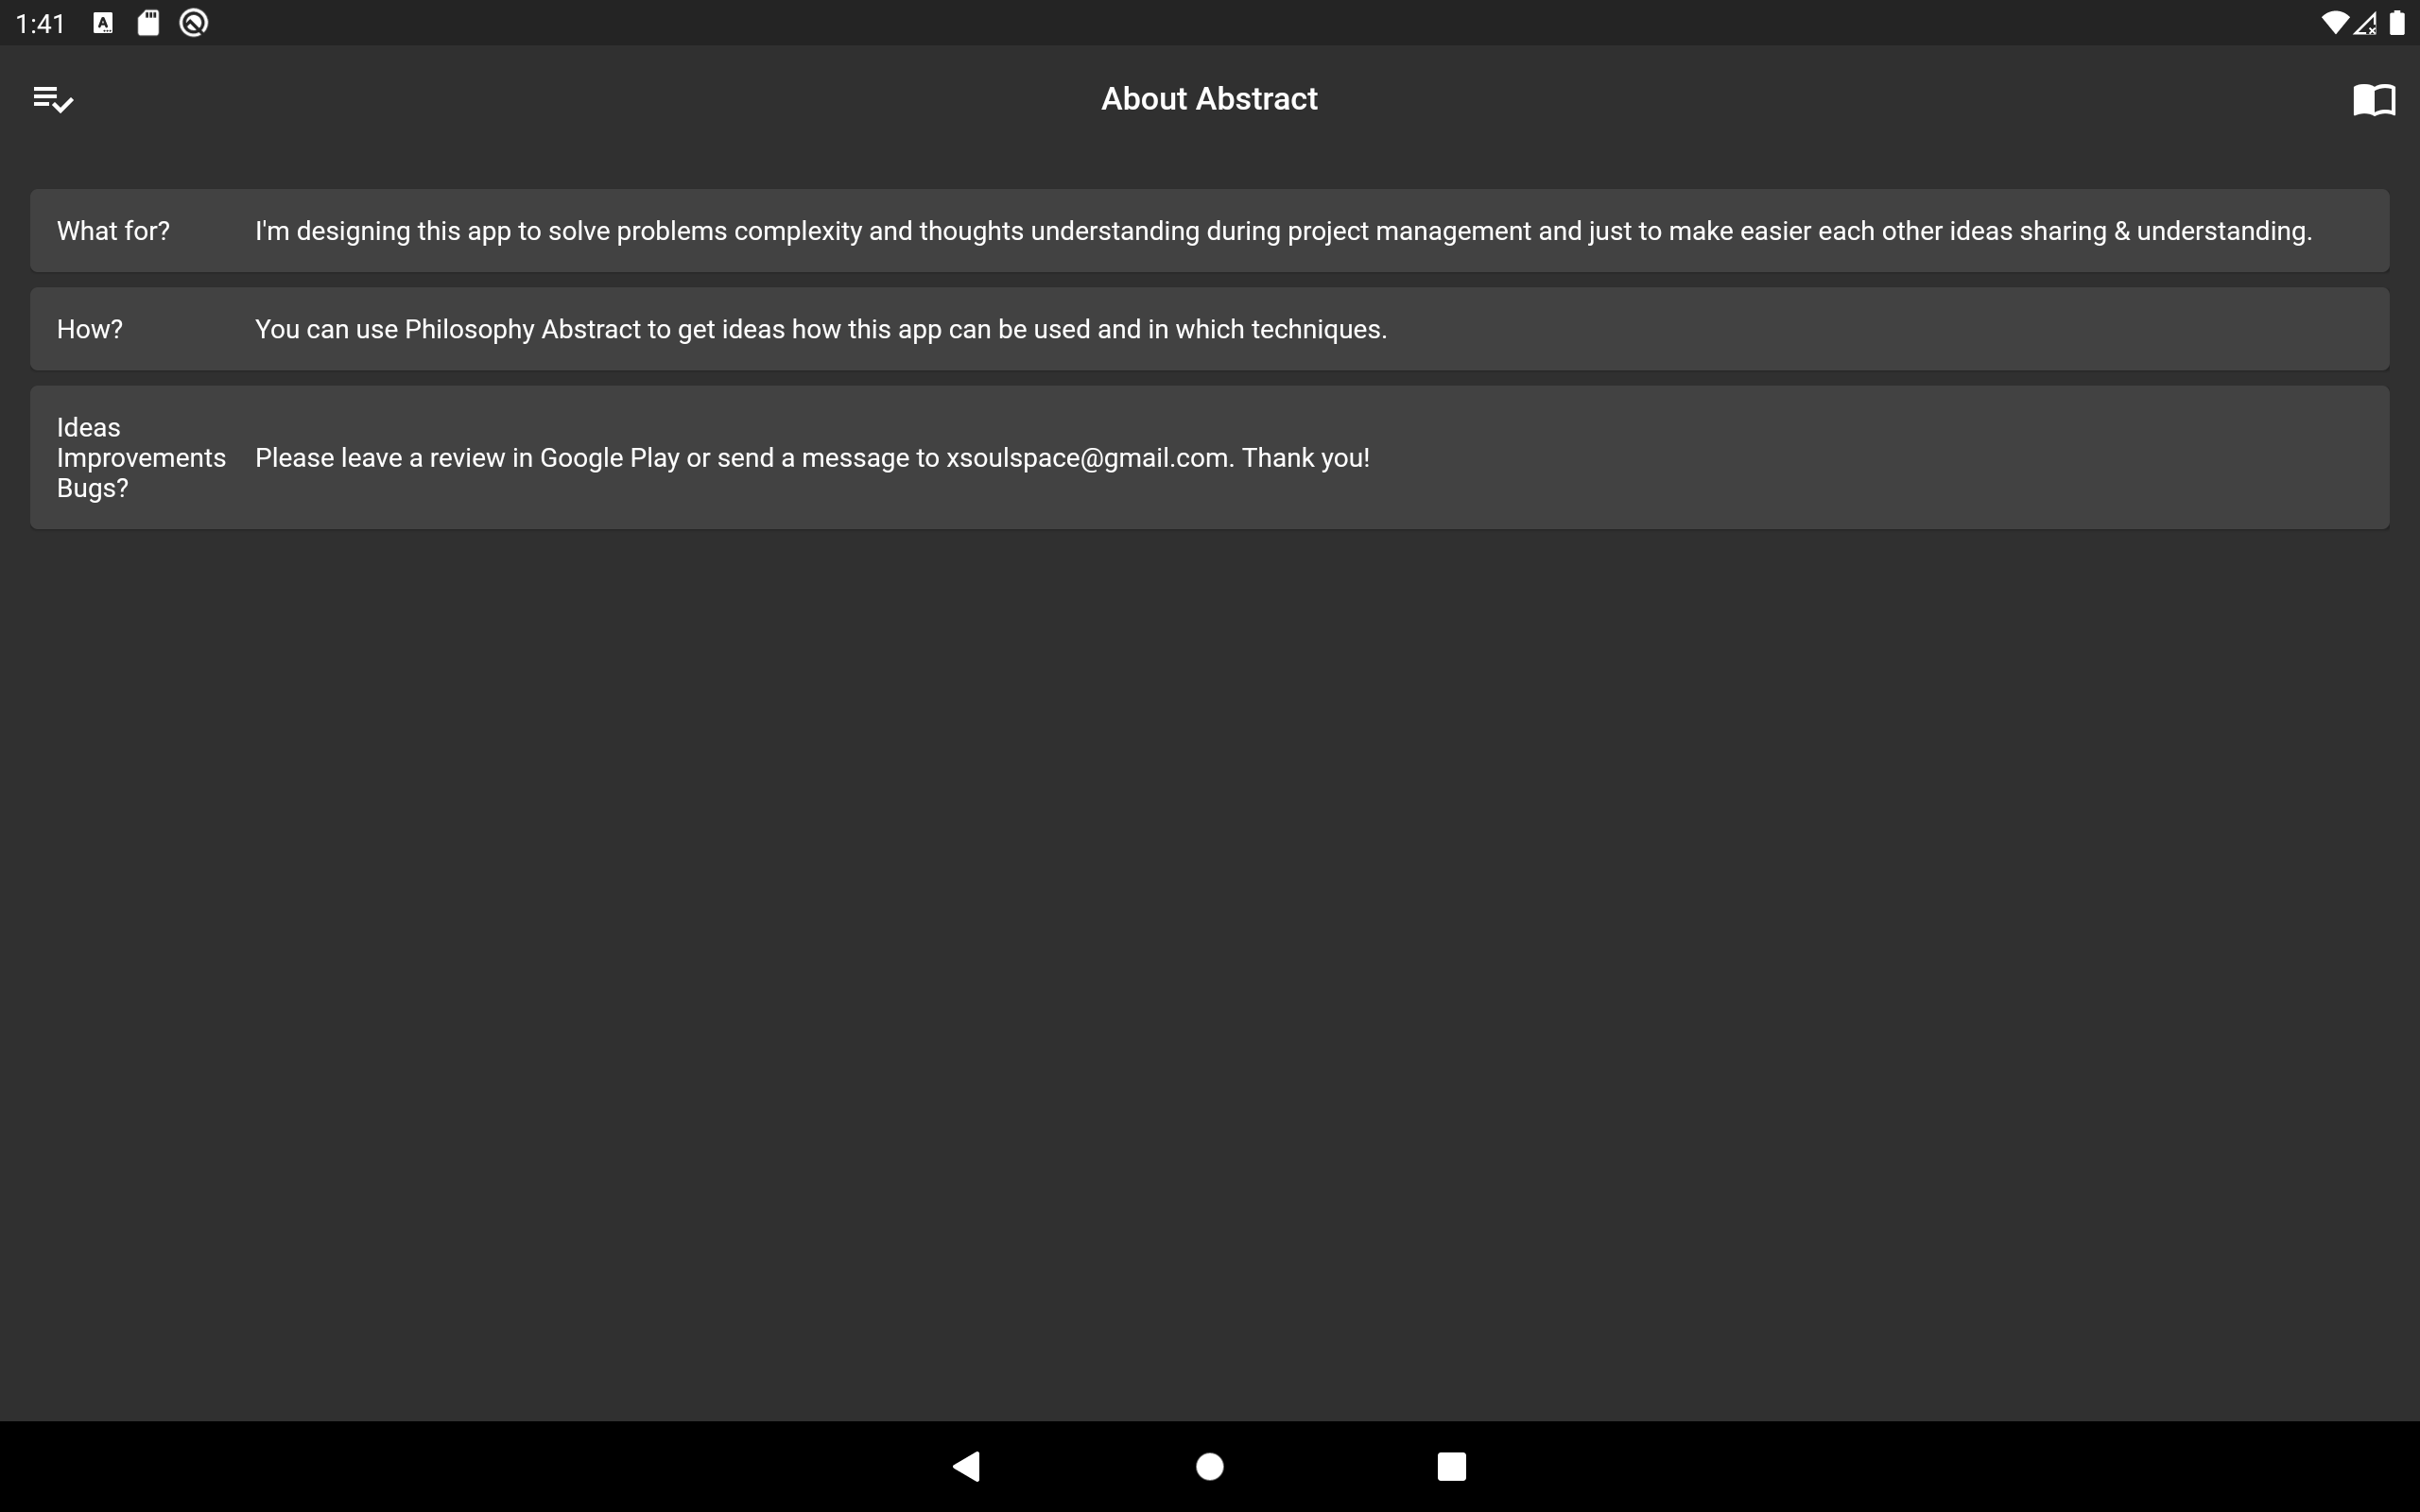 1:41
About Abstract
What for?
I'm designing this app to solve problems complexity and thoughts understanding during project management and just to make easier each other ideas sharing & understanding.
How?
You can use Philosophy Abstract to get ideas how this app can be used and in which techniques.
Ideas
Improvements
Bugs?
Please leave a review in Google Play or send a message to xsoulspace@gmail.com. Thank you!